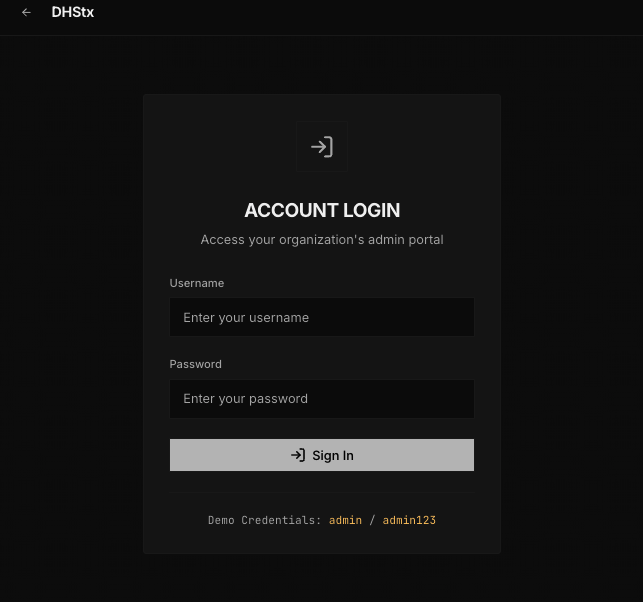 DHStx
ACCOUNT LOGIN
Access your organization's admin portal
Username
Enter your username
Password
Enter your password
Sign In
Demo Credentials: admin / admin123